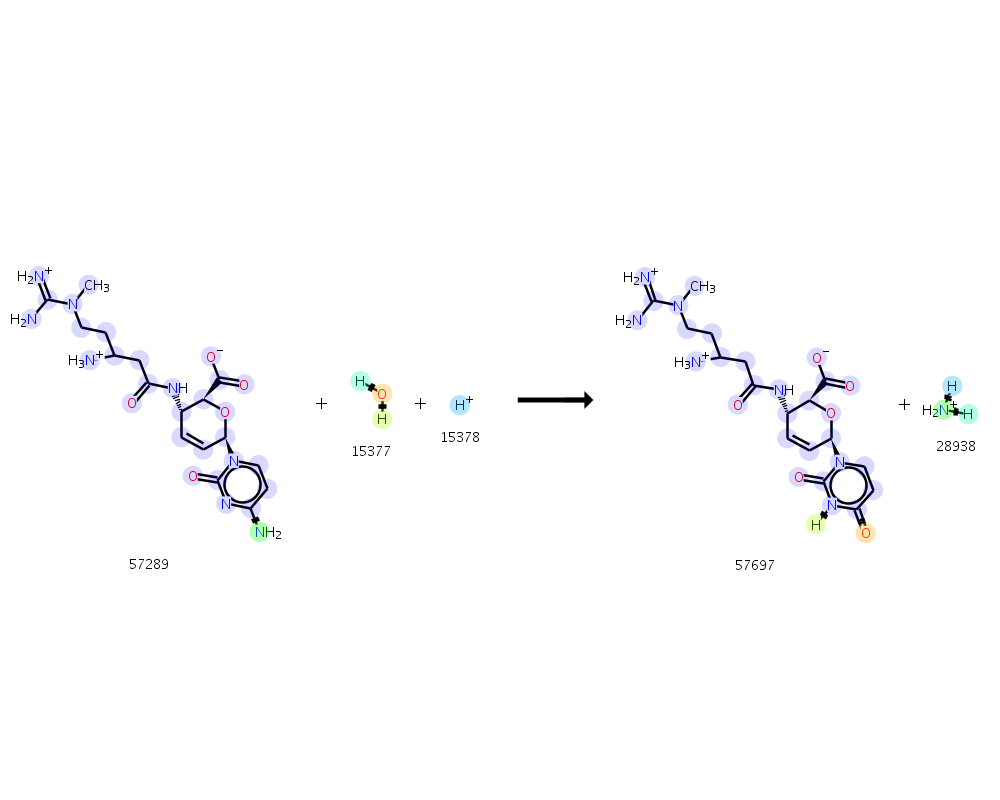 H₂N⁺ CH₃ N H₂N H₃N⁺ O NH O⁻ O O N O N NH₂
57289
+
H O H
15377
+
H⁺
15378
H₂N⁺ CH₃ N H₂N H₃N⁺ O NH O⁻ O O N O N H O
57697
+
H H₂N⁺ H
28938